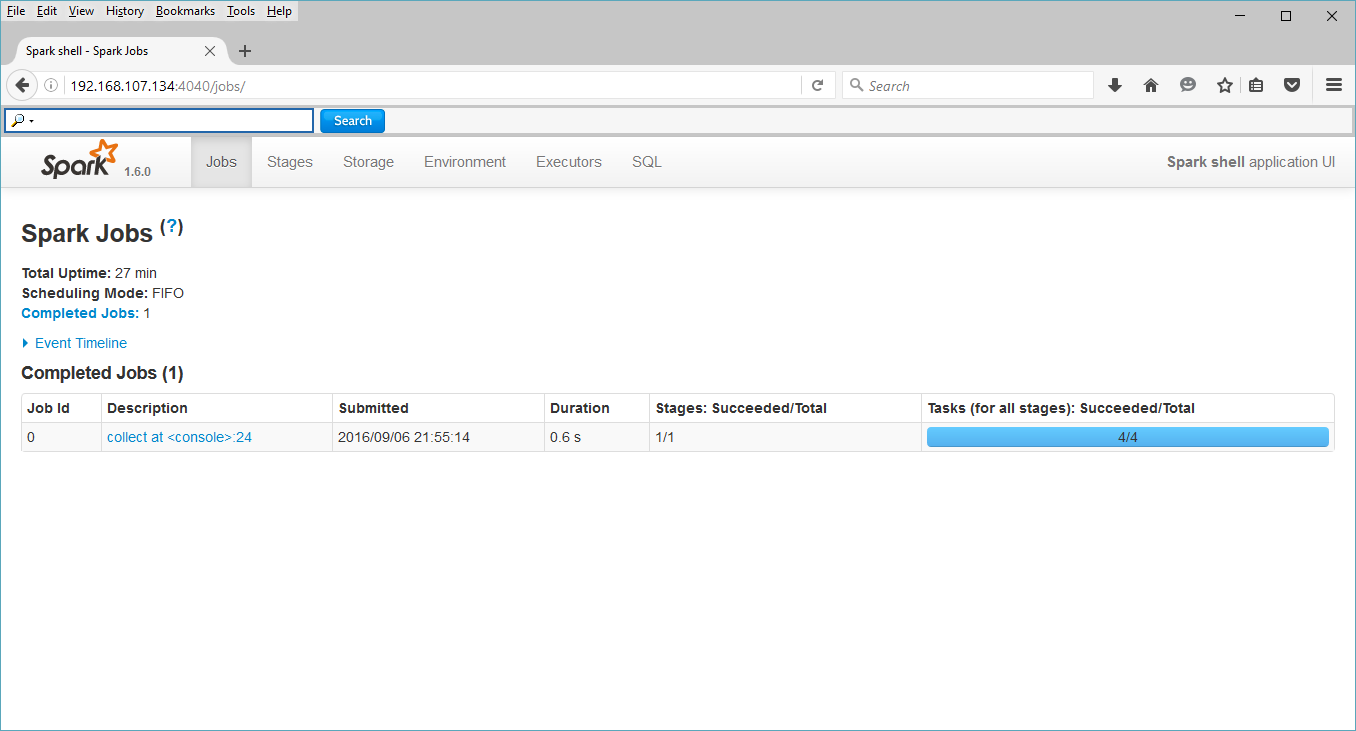 File Edit View History Bookmarks Tools Help
Spark shell - Spark Jobs
192.168.107.134:4040/jobs/
Search
Search
Spark 1.6.0 Jobs Stages Storage Environment Executors SQL Spark shell application UI
Spark Jobs (?)
Total Uptime: 27 min
Scheduling Mode: FIFO
Completed Jobs: 1
Event Timeline
Completed Jobs (1)
Job Id Description Submitted Duration Stages: Succeeded/Total Tasks (for all stages): Succeeded/Total
0 collect at <console>:24 2016/09/06 21:55:14 0.6 s 1/1 4/4